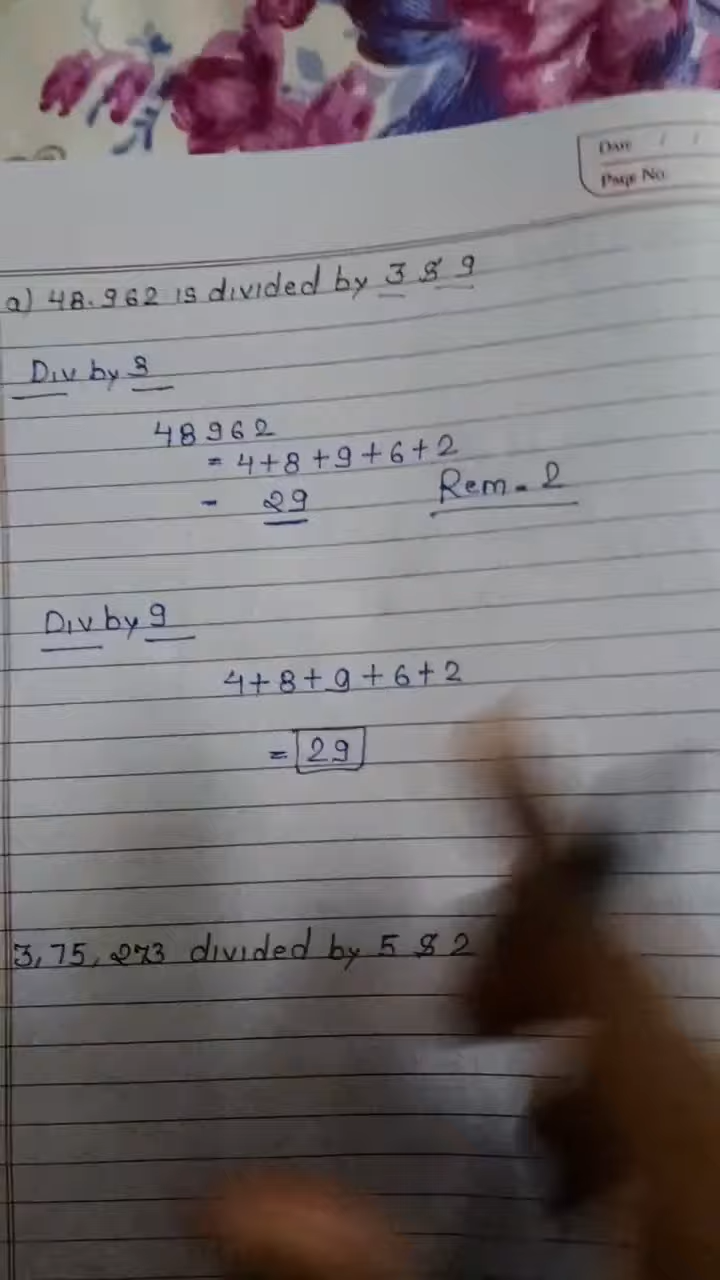 Date / /
Page No.
a) 48.962 is divided by 3 & 9
Div by 3
48962
= 4+8+9+6+2
- 29
Rem - 2
Div by 9
4+8+9+6+2
= 29
3,75,273 divided by 5 & 2